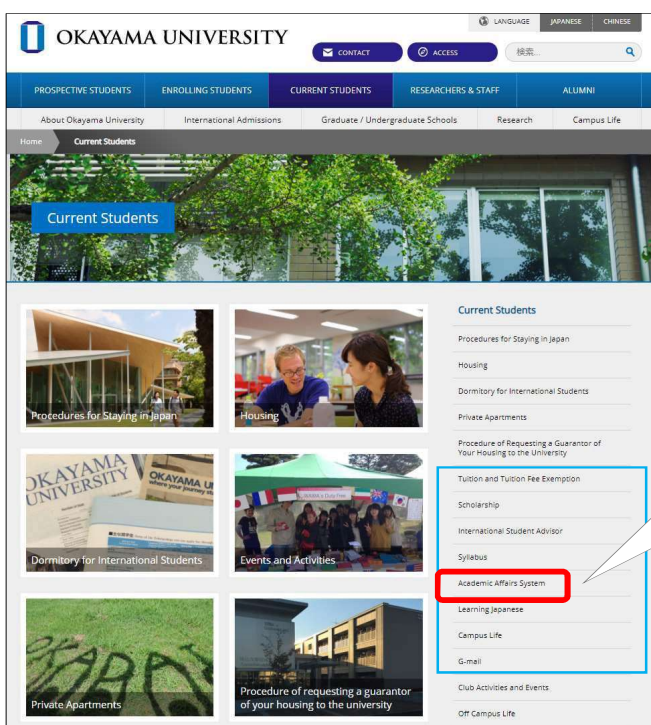 OKAYAMA UNIVERSITY
LANGUAGE JAPANESE CHINESE
CONTACT ACCESS 検索...
PROSPECTIVE STUDENTS ENROLLING STUDENTS CURRENT STUDENTS RESEARCHERS & STAFF ALUMNI
About Okayama University International Admissions Graduate / Undergraduate Schools Research Campus Life
Home Current Students
Current Students
Procedures for Staying in Japan
Housing
OKAYAMA
UNIVERSITY
OKAYAMA U
where your journey st
Dormitory for International Students
Events and Activities
OKADAI
Private Apartments
Procedure of requesting a guarantor
of your housing to the university
Current Students
Procedures for Staying in Japan
Housing
Dormitory for International Students
Private Apartments
Procedure of Requesting a Guarantor of
Your Housing to the University
Tuition and Tuition Fee Exemption
Scholarship
International Student Advisor
Syllabus
Academic Affairs System
Learning Japanese
Campus Life
G-mail
Club Activities and Events
Off Campus Life